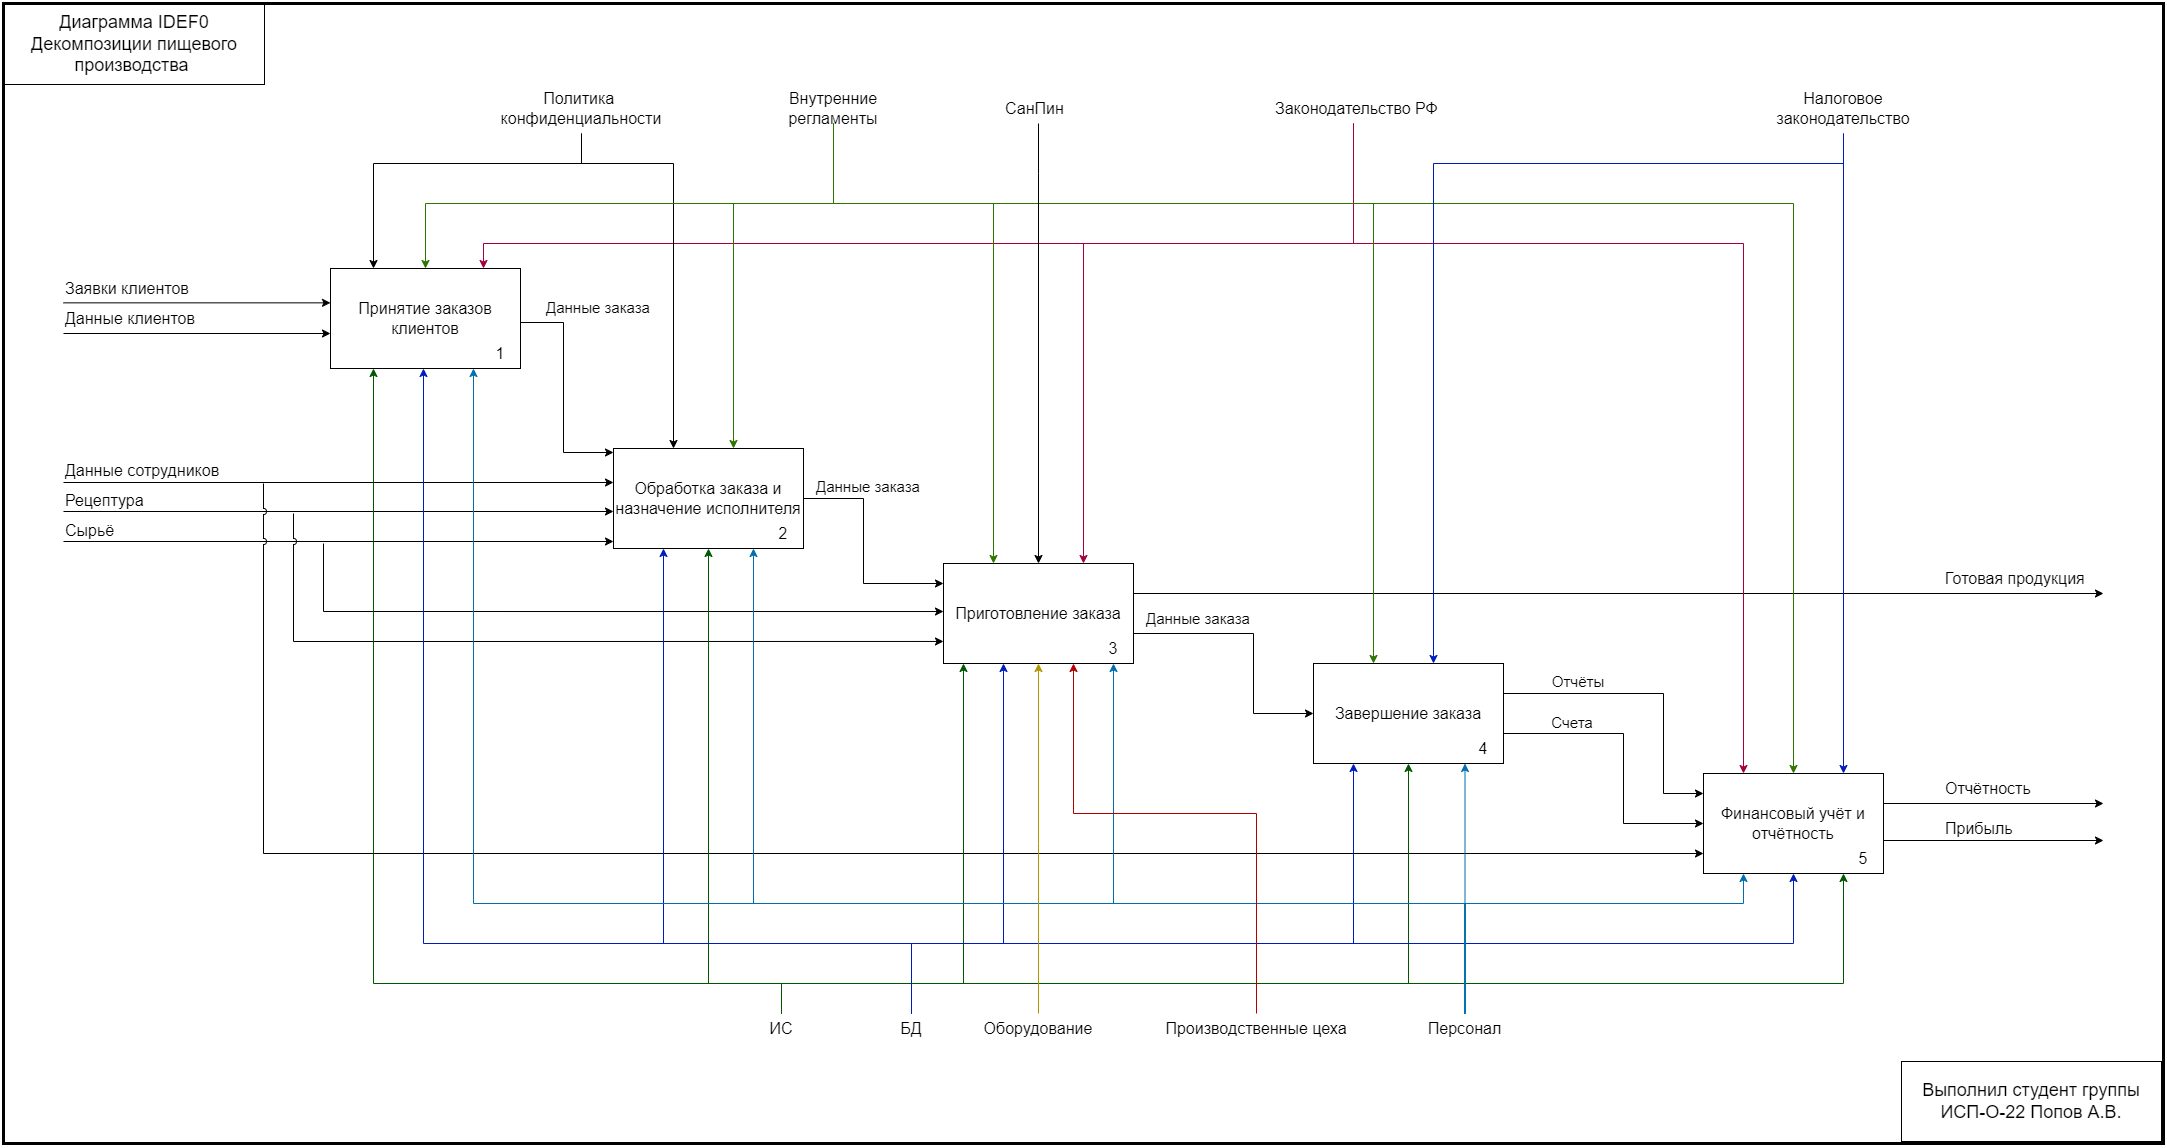 Диаграмма IDEF0
Декомпозиции пищевого
производства
Политика
конфиденциальности
Внутренние
регламенты
СанПин
Законодательство РФ
Налоговое
законодательство
Заявки клиентов
Данные клиентов
Принятие заказов
клиентов
1
Данные заказа
Данные сотрудников
Рецептура
Сырьё
Обработка заказа и
назначение исполнителя
2
Данные заказа
Приготовление заказа
3
Готовая продукция
Данные заказа
Завершение заказа
4
Отчёты
Счета
Финансовый учёт и
отчётность
5
Отчётность
Прибыль
ИС
БД
Оборудование
Производственные цеха
Персонал
Выполнил студент группы
ИСП-О-22 Попов А.В.